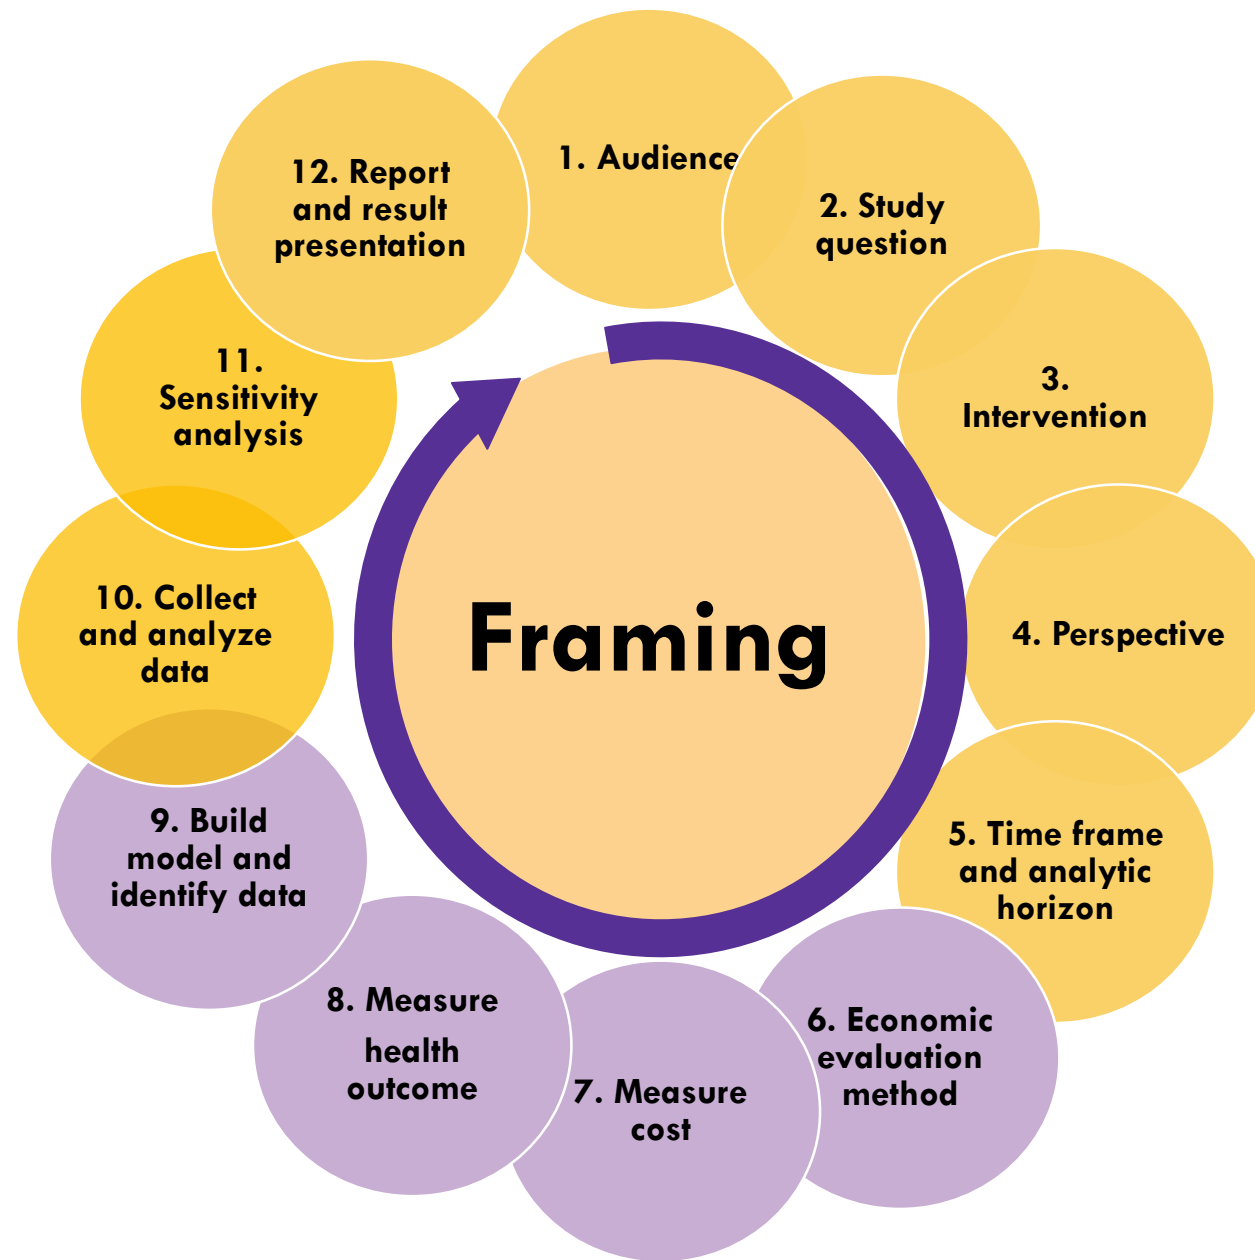 1. Audience
2. Study
question
3.
Intervention
4. Perspective
5. Time frame
and analytic
horizon
6. Economic
evaluation
method
7. Measure
cost
8. Measure
health
outcome
9. Build
model and
identify data
10. Collect
and analyze
data
11.
Sensitivity
analysis
12. Report
and result
presentation
Framing